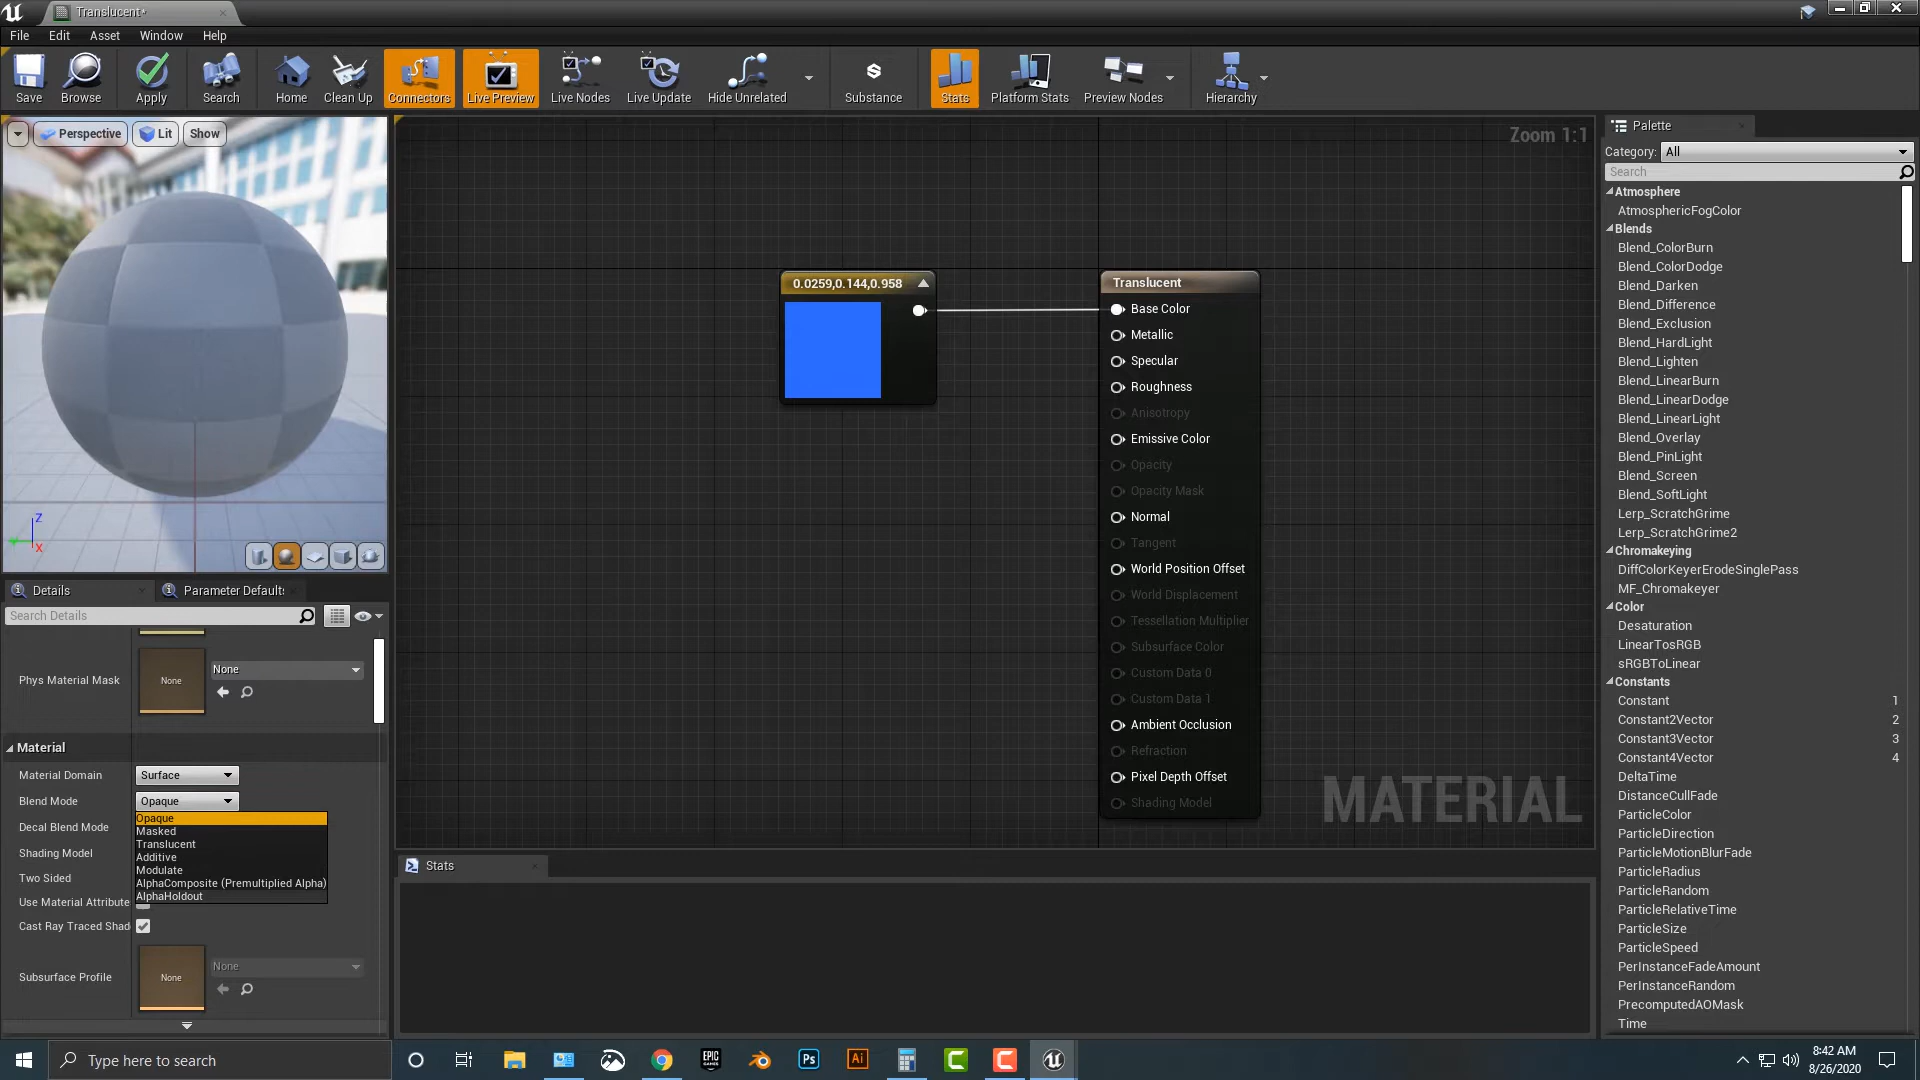 Translucent*
File Edit Asset Window Help
Save Browse Apply Search Home Clean Up Connectors Live Preview Live Nodes Live Update Hide Unrelated Substance Stats Platform Stats Preview Nodes Hierarchy
Perspective Lit Show
Z
Y
X
Zoom 1:1
0.0259,0.144,0.958
Translucent
Base Color
Metallic
Specular
Roughness
Anisotropy
Emissive Color
Opacity
Opacity Mask
Normal
Tangent
World Position Offset
World Displacement
Tessellation Multiplier
Subsurface Color
Custom Data 0
Custom Data 1
Ambient Occlusion
Refraction
Pixel Depth Offset
Shading Model
MATERIAL
Details Parameter Default
Search Details
Phys Material Mask None None
Material
Material Domain Surface
Blend Mode Opaque
Opaque
Masked
Translucent
Additive
Modulate
AlphaComposite (Premultiplied Alpha)
AlphaHoldout
Decal Blend Mode
Shading Model
Two Sided
Use Material Attribute
Cast Ray Traced Shad
Subsurface Profile None None
Stats
Palette
Category: All
Search
Atmosphere
AtmosphericFogColor
Blends
Blend_ColorBurn
Blend_ColorDodge
Blend_Darken
Blend_Difference
Blend_Exclusion
Blend_HardLight
Blend_Lighten
Blend_LinearBurn
Blend_LinearDodge
Blend_LinearLight
Blend_Overlay
Blend_PinLight
Blend_Screen
Blend_SoftLight
Lerp_ScratchGrime
Lerp_ScratchGrime2
Chromakeying
DiffColorKeyerErodeSinglePass
MF_Chromakeyer
Color
Desaturation
LinearTosRGB
sRGBToLinear
Constants
Constant 1
Constant2Vector 2
Constant3Vector 3
Constant4Vector 4
DeltaTime
DistanceCullFade
ParticleColor
ParticleDirection
ParticleMotionBlurFade
ParticleRadius
ParticleRandom
ParticleRelativeTime
ParticleSize
ParticleSpeed
PerInstanceFadeAmount
PerInstanceRandom
PrecomputedAOMask
Time
Type here to search
EPIC
GAMES
Ps
Ai
8:42 AM
8/26/2020